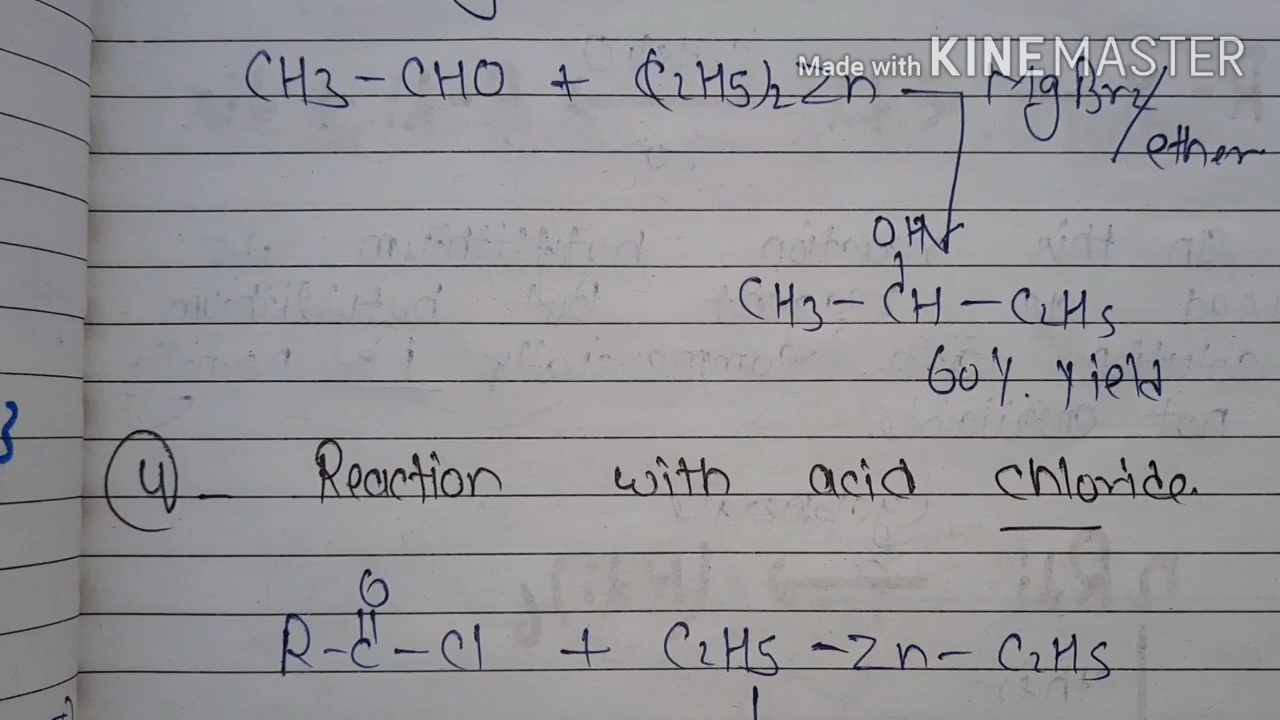 Made with KINEMASTER
CH3-CHO + (C2H5)2Zn — MgBr2/
ether
OH
CH3-CH-C2H5
60%. Yield
4 - Reaction with acid chloride.
O
R-C-Cl + C2H5-Zn-C2H5